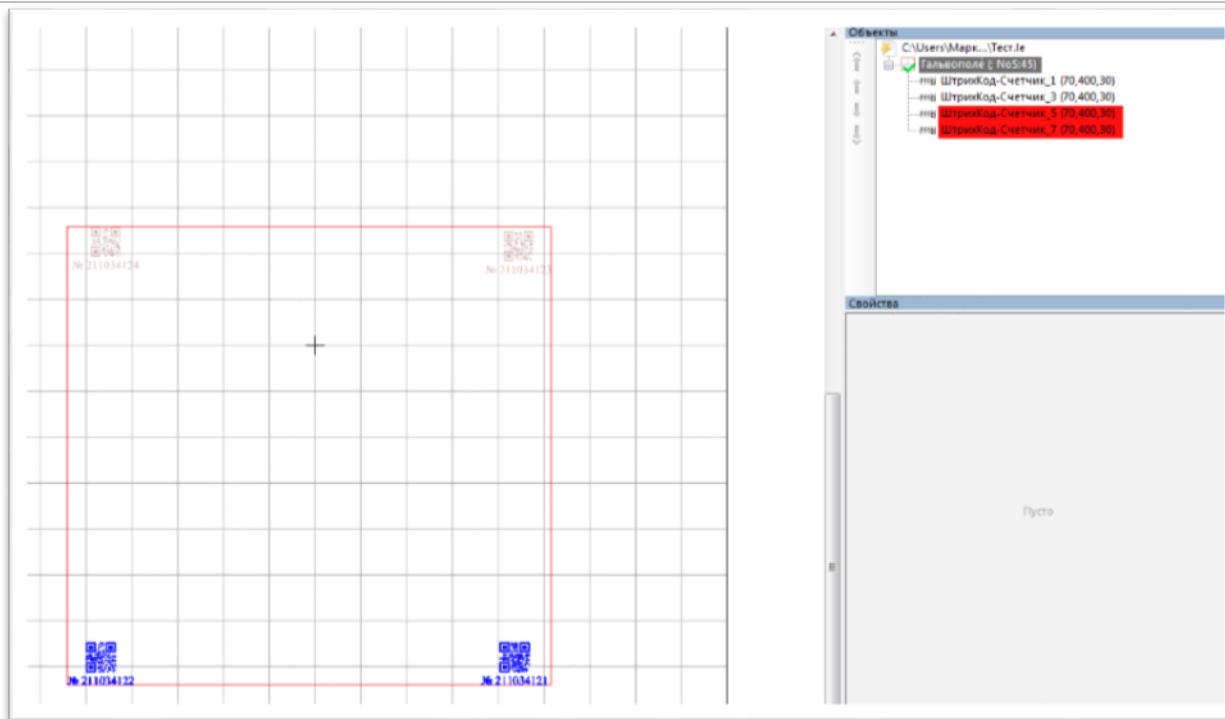 Объекты
C:\Users\Марк...\Тест.le
Гальвополе (; No5:45)
ШтрихКод-Счетчик_1 (70,400,30)
ШтрихКод-Счетчик_3 (70,400,30)
ШтрихКод-Счетчик_5 (70,400,30)
ШтрихКод-Счетчик_7 (70,400,30)
№ 211034124
№ 211034123
Свойства
Пусто
№ 211034122
№ 211034121